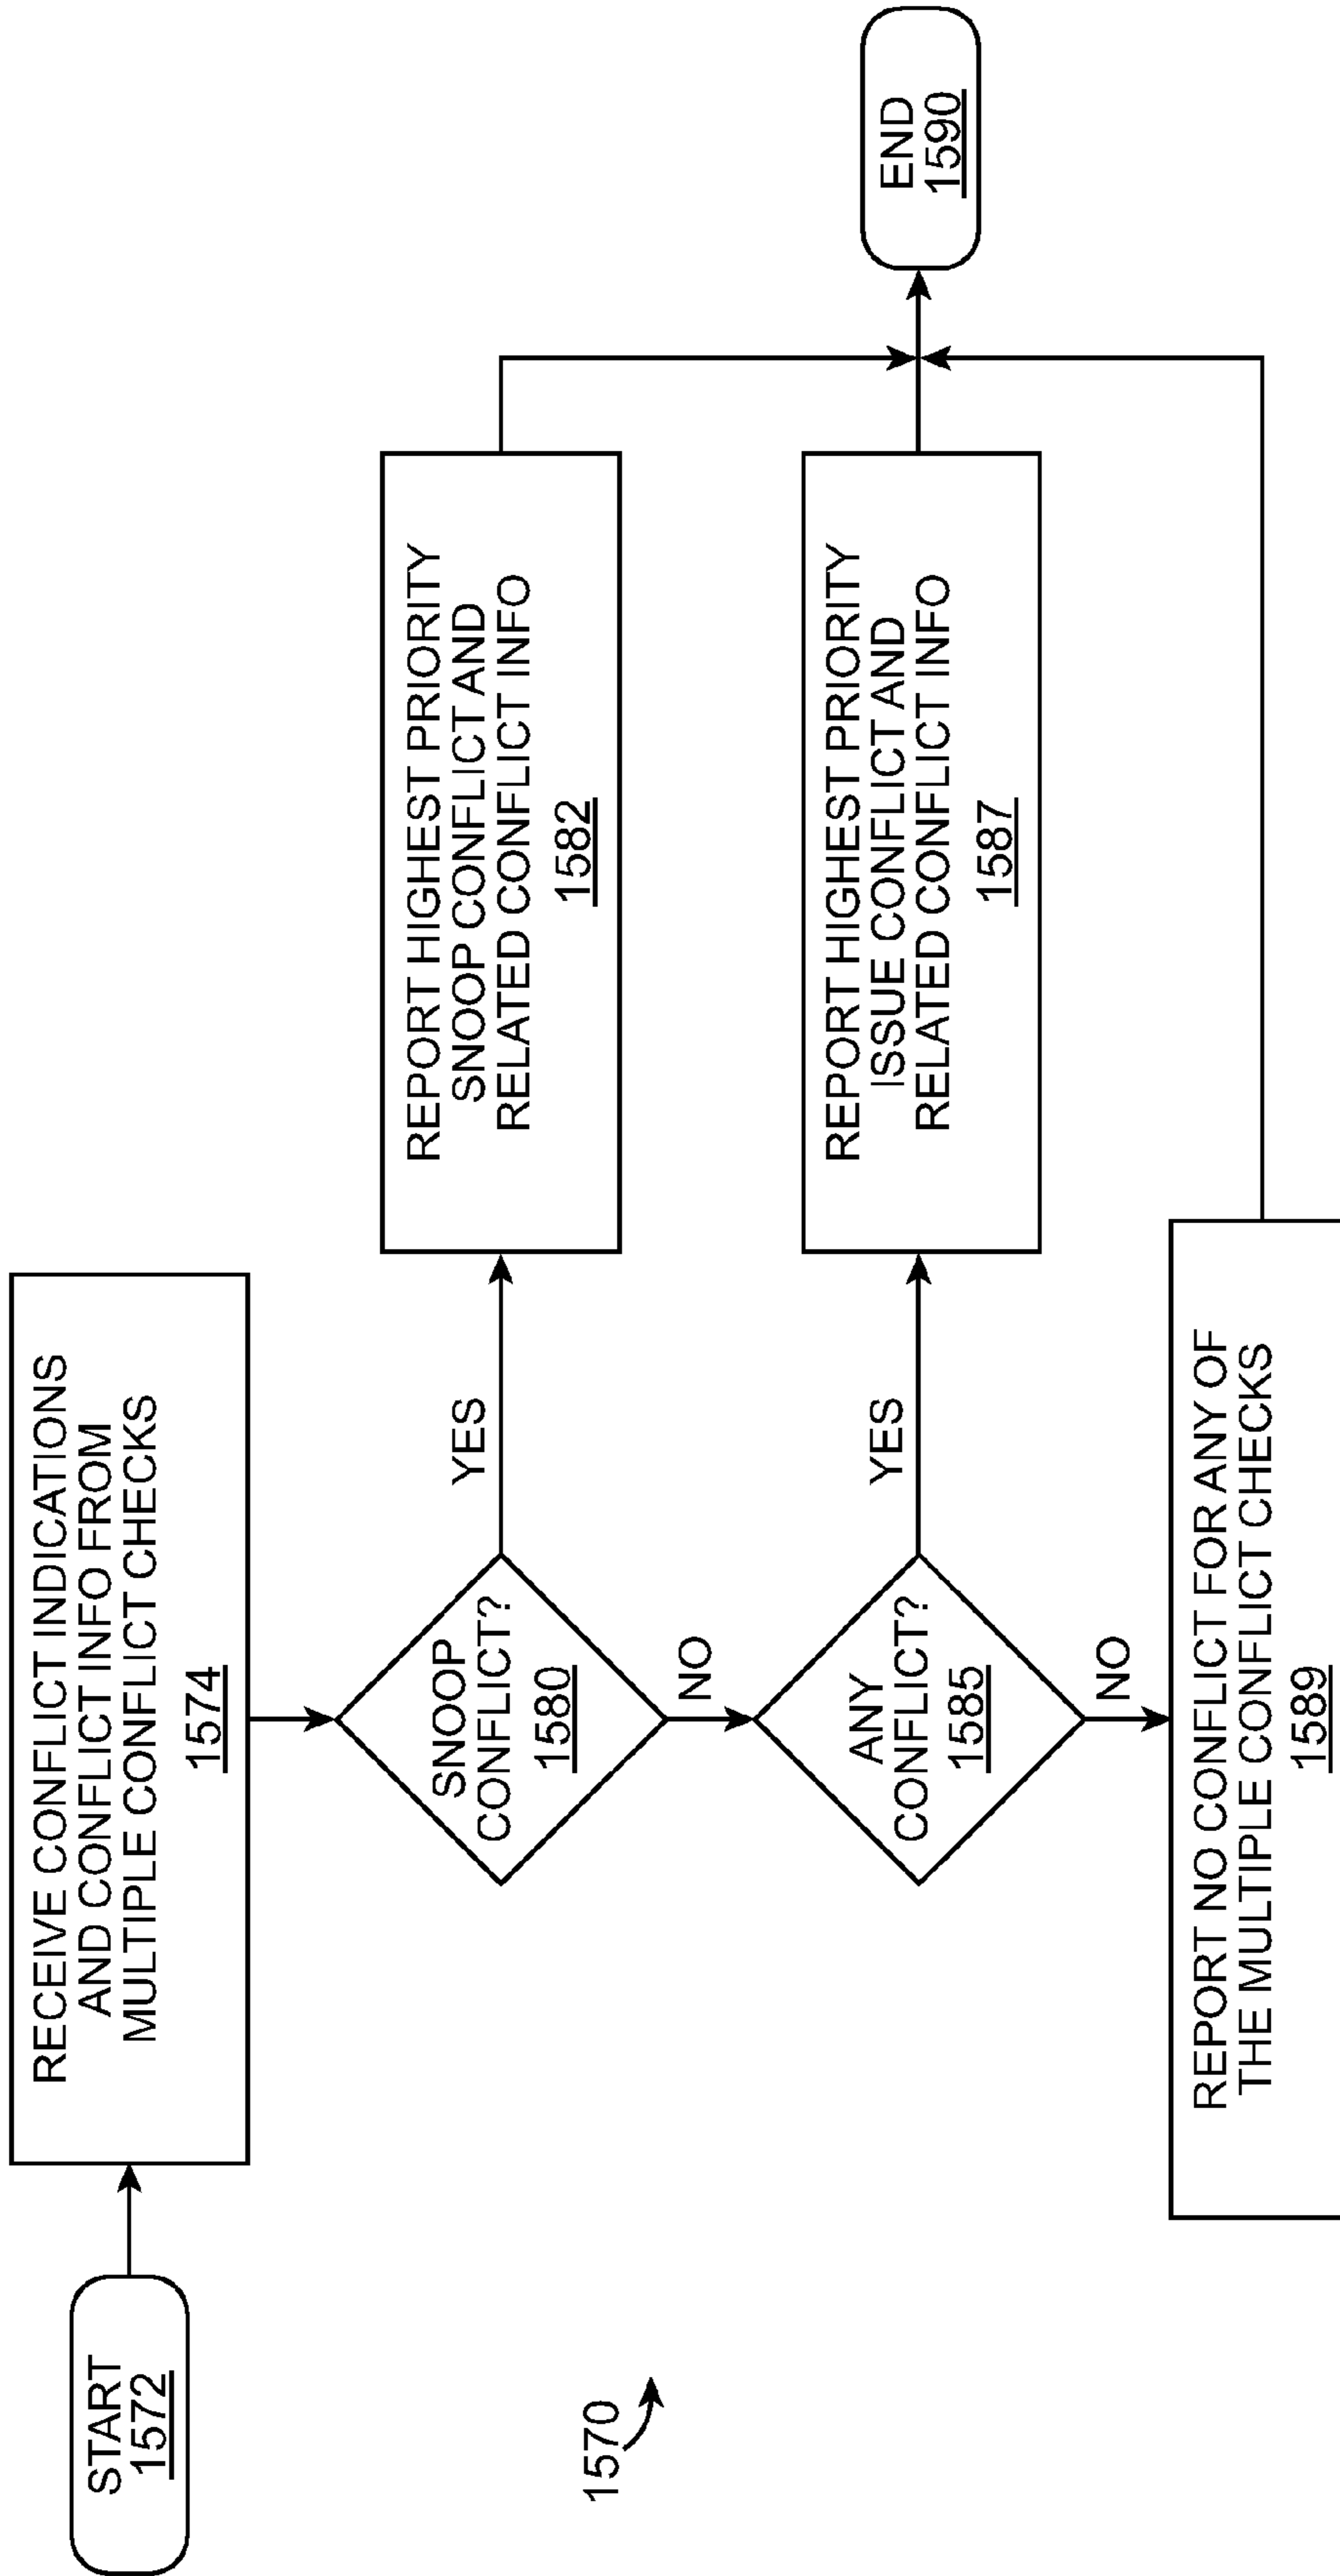 START
1572
RECEIVE CONFLICT INDICATIONS
AND CONFLICT INFO FROM
MULTIPLE CONFLICT CHECKS
1574
SNOOP
CONFLICT?
1580
YES
REPORT HIGHEST PRIORITY
SNOOP CONFLICT AND
RELATED CONFLICT INFO
1582
NO
ANY
CONFLICT?
1585
YES
REPORT HIGHEST PRIORITY
ISSUE CONFLICT AND
RELATED CONFLICT INFO
1587
NO
REPORT NO CONFLICT FOR ANY OF
THE MULTIPLE CONFLICT CHECKS
1589
END
1590
1570